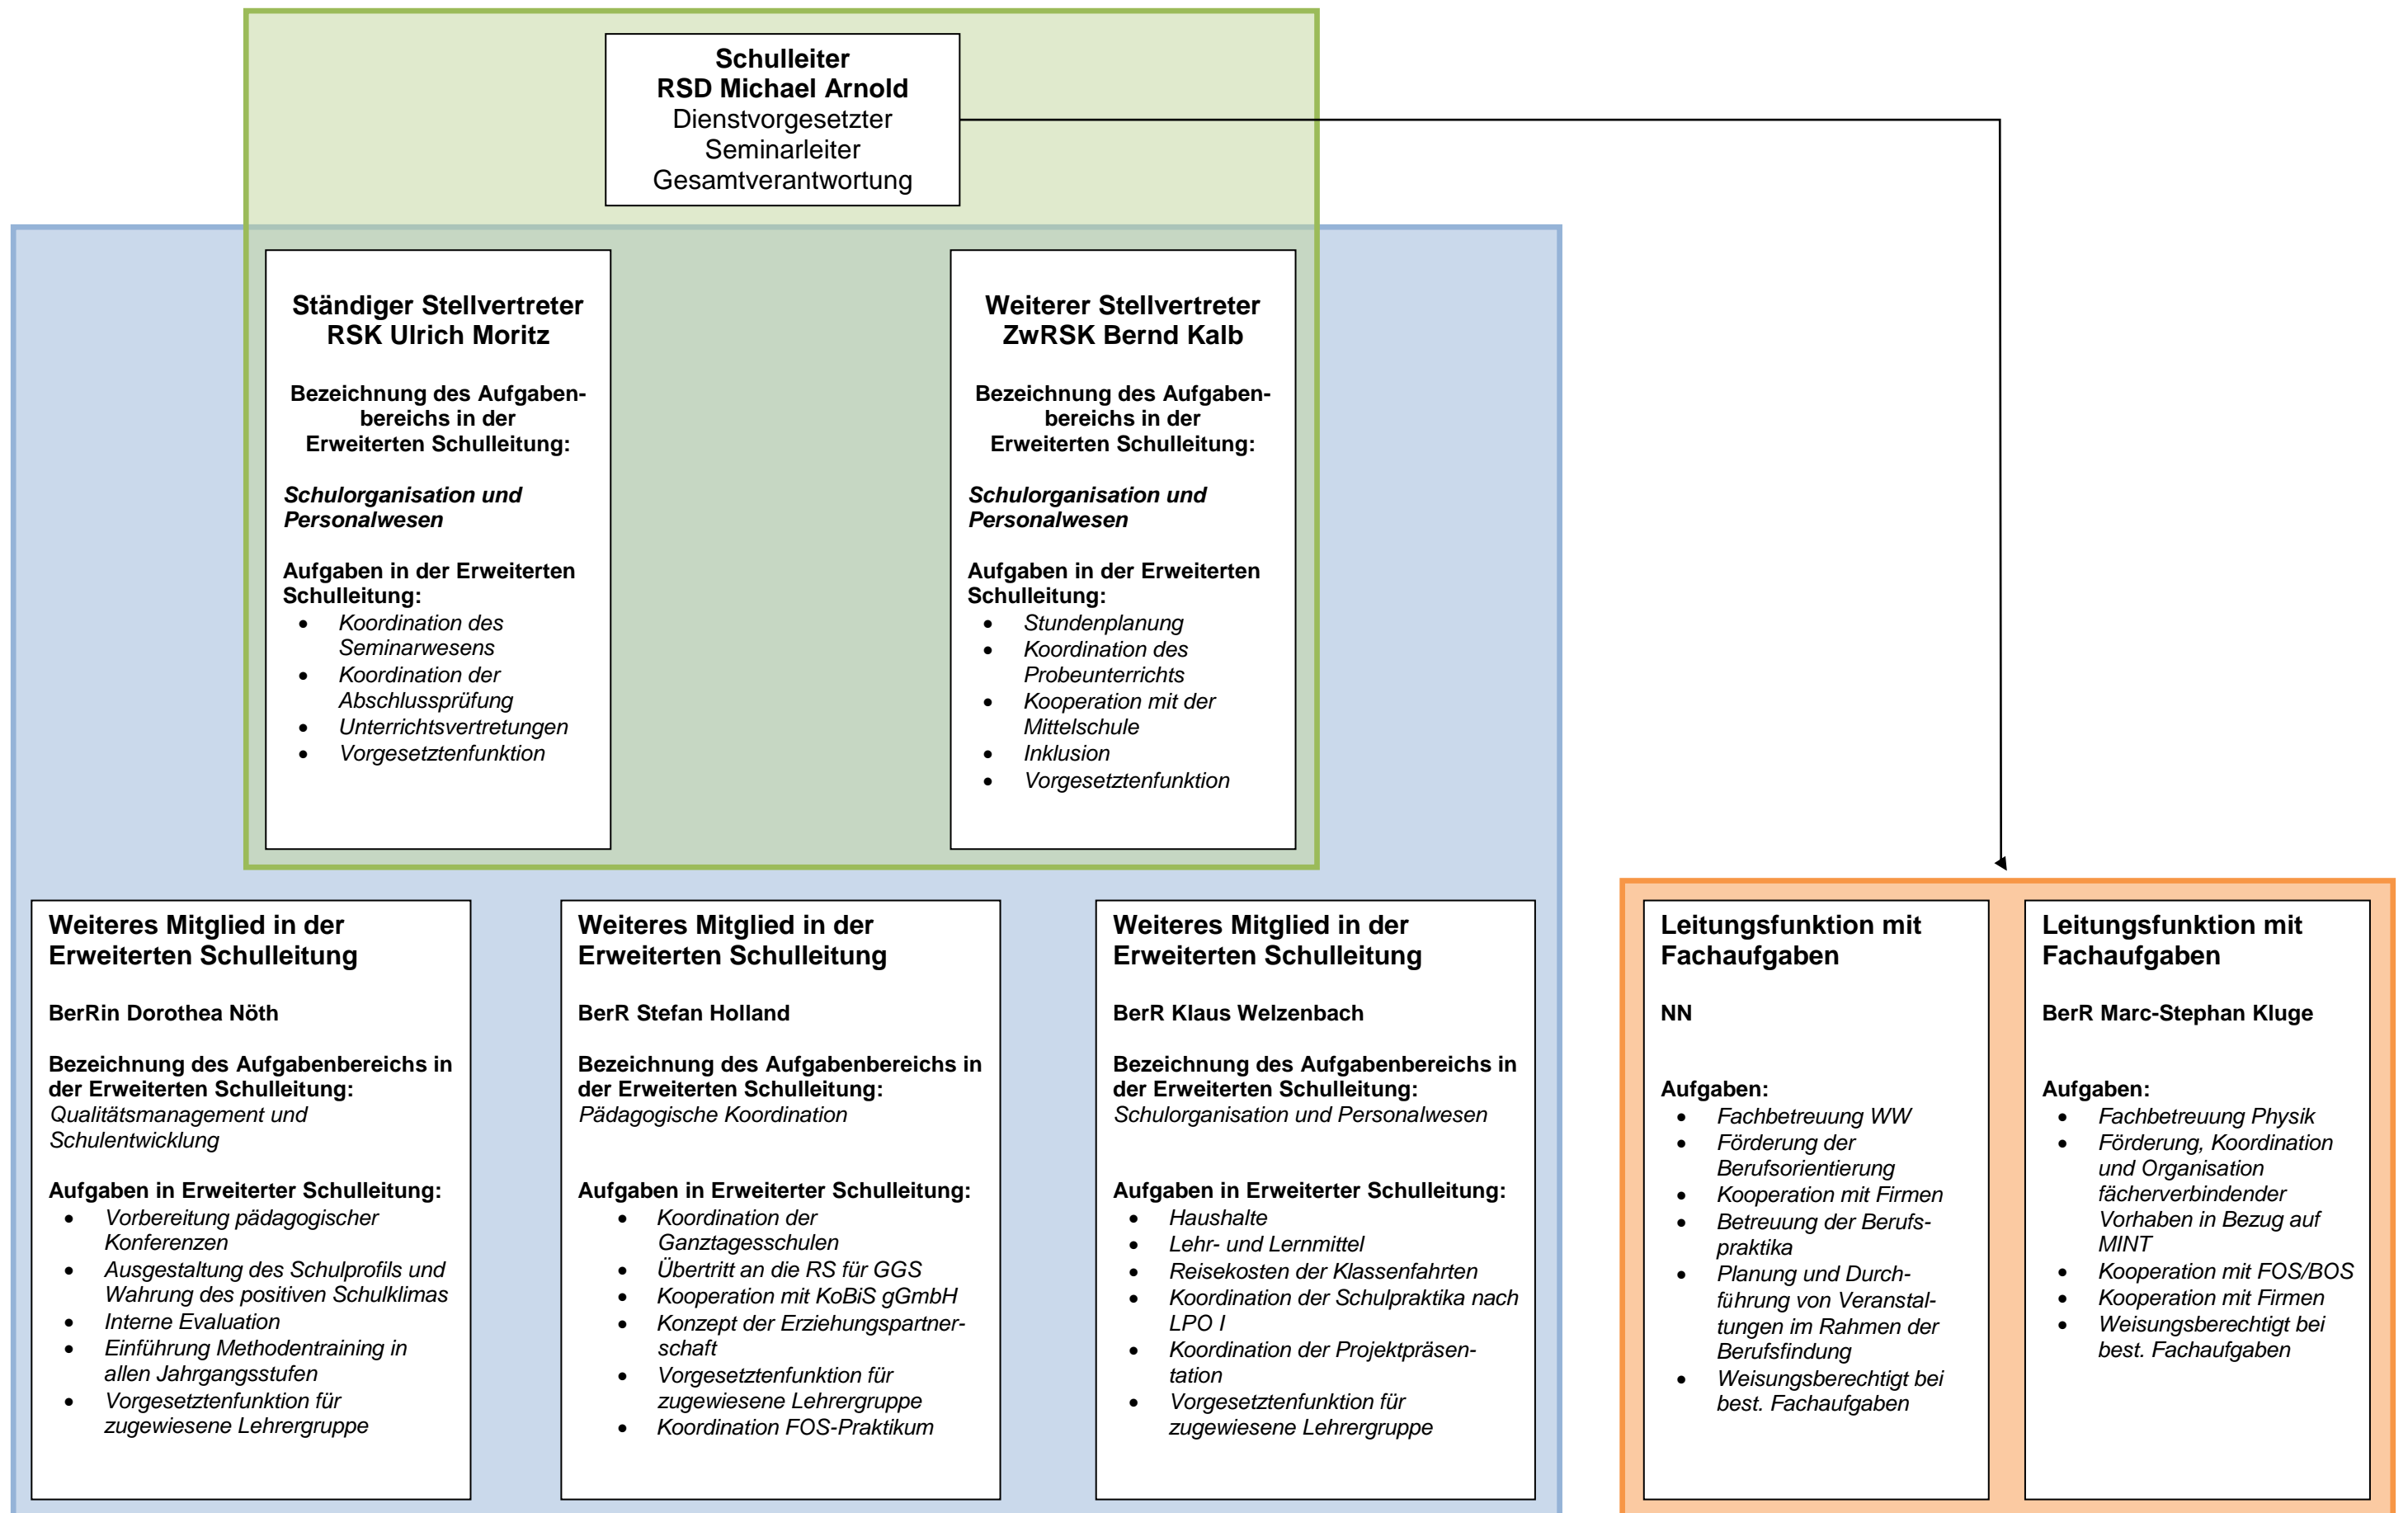 Schulleiter
RSD Michael Arnold
Dienstvorgesetzter
Seminarleiter
Gesamtverantwortung
Ständiger Stellvertreter
RSK Ulrich Moritz
Bezeichnung des Aufgaben-
bereichs in der
Erweiterten Schulleitung:
Schulorganisation und
Personalwesen
Aufgaben in der Erweiterten
Schulleitung:
• Koordination des
Seminarwesens
• Koordination der
Abschlussprüfung
• Unterrichtsvertretungen
• Vorgesetztenfunktion
Weiterer Stellvertreter
ZwRSK Bernd Kalb
Bezeichnung des Aufgaben-
bereichs in der
Erweiterten Schulleitung:
Schulorganisation und
Personalwesen
Aufgaben in der Erweiterten
Schulleitung:
• Stundenplanung
• Koordination des
Probeunterrichts
• Kooperation mit der
Mittelschule
• Inklusion
• Vorgesetztenfunktion
Weiteres Mitglied in der
Erweiterten Schulleitung
BerRin Dorothea Nöth
Bezeichnung des Aufgabenbereichs in
der Erweiterten Schulleitung:
Qualitätsmanagement und
Schulentwicklung
Aufgaben in Erweiterter Schulleitung:
• Vorbereitung pädagogischer
Konferenzen
• Ausgestaltung des Schulprofils und
Wahrung des positiven Schulklimas
• Interne Evaluation
• Einführung Methodentraining in
allen Jahrgangsstufen
• Vorgesetztenfunktion für
zugewiesene Lehrergruppe
Weiteres Mitglied in der
Erweiterten Schulleitung
BerR Stefan Holland
Bezeichnung des Aufgabenbereichs in
der Erweiterten Schulleitung:
Pädagogische Koordination
Aufgaben in Erweiterter Schulleitung:
• Koordination der
Ganztagesschulen
• Übertritt an die RS für GGS
• Kooperation mit KoBiS gGmbH
• Konzept der Erziehungspartner-
schaft
• Vorgesetztenfunktion für
zugewiesene Lehrergruppe
• Koordination FOS-Praktikum
Weiteres Mitglied in der
Erweiterten Schulleitung
BerR Klaus Welzenbach
Bezeichnung des Aufgabenbereichs in
der Erweiterten Schulleitung:
Schulorganisation und Personalwesen
Aufgaben in Erweiterter Schulleitung:
• Haushalte
• Lehr- und Lernmittel
• Reisekosten der Klassenfahrten
• Koordination der Schulpraktika nach
LPO I
• Koordination der Projektpräsen-
tation
• Vorgesetztenfunktion für
zugewiesene Lehrergruppe
Leitungsfunktion mit
Fachaufgaben
NN
Aufgaben:
• Fachbetreuung WW
• Förderung der
Berufsorientierung
• Kooperation mit Firmen
• Betreuung der Berufs-
praktika
• Planung und Durch-
führung von Veranstal-
tungen im Rahmen der
Berufsfindung
• Weisungsberechtigt bei
best. Fachaufgaben
Leitungsfunktion mit
Fachaufgaben
BerR Marc-Stephan Kluge
Aufgaben:
• Fachbetreuung Physik
• Förderung, Koordination
und Organisation
fächerverbindender
Vorhaben in Bezug auf
MINT
• Kooperation mit FOS/BOS
• Kooperation mit Firmen
• Weisungsberechtigt bei
best. Fachaufgaben